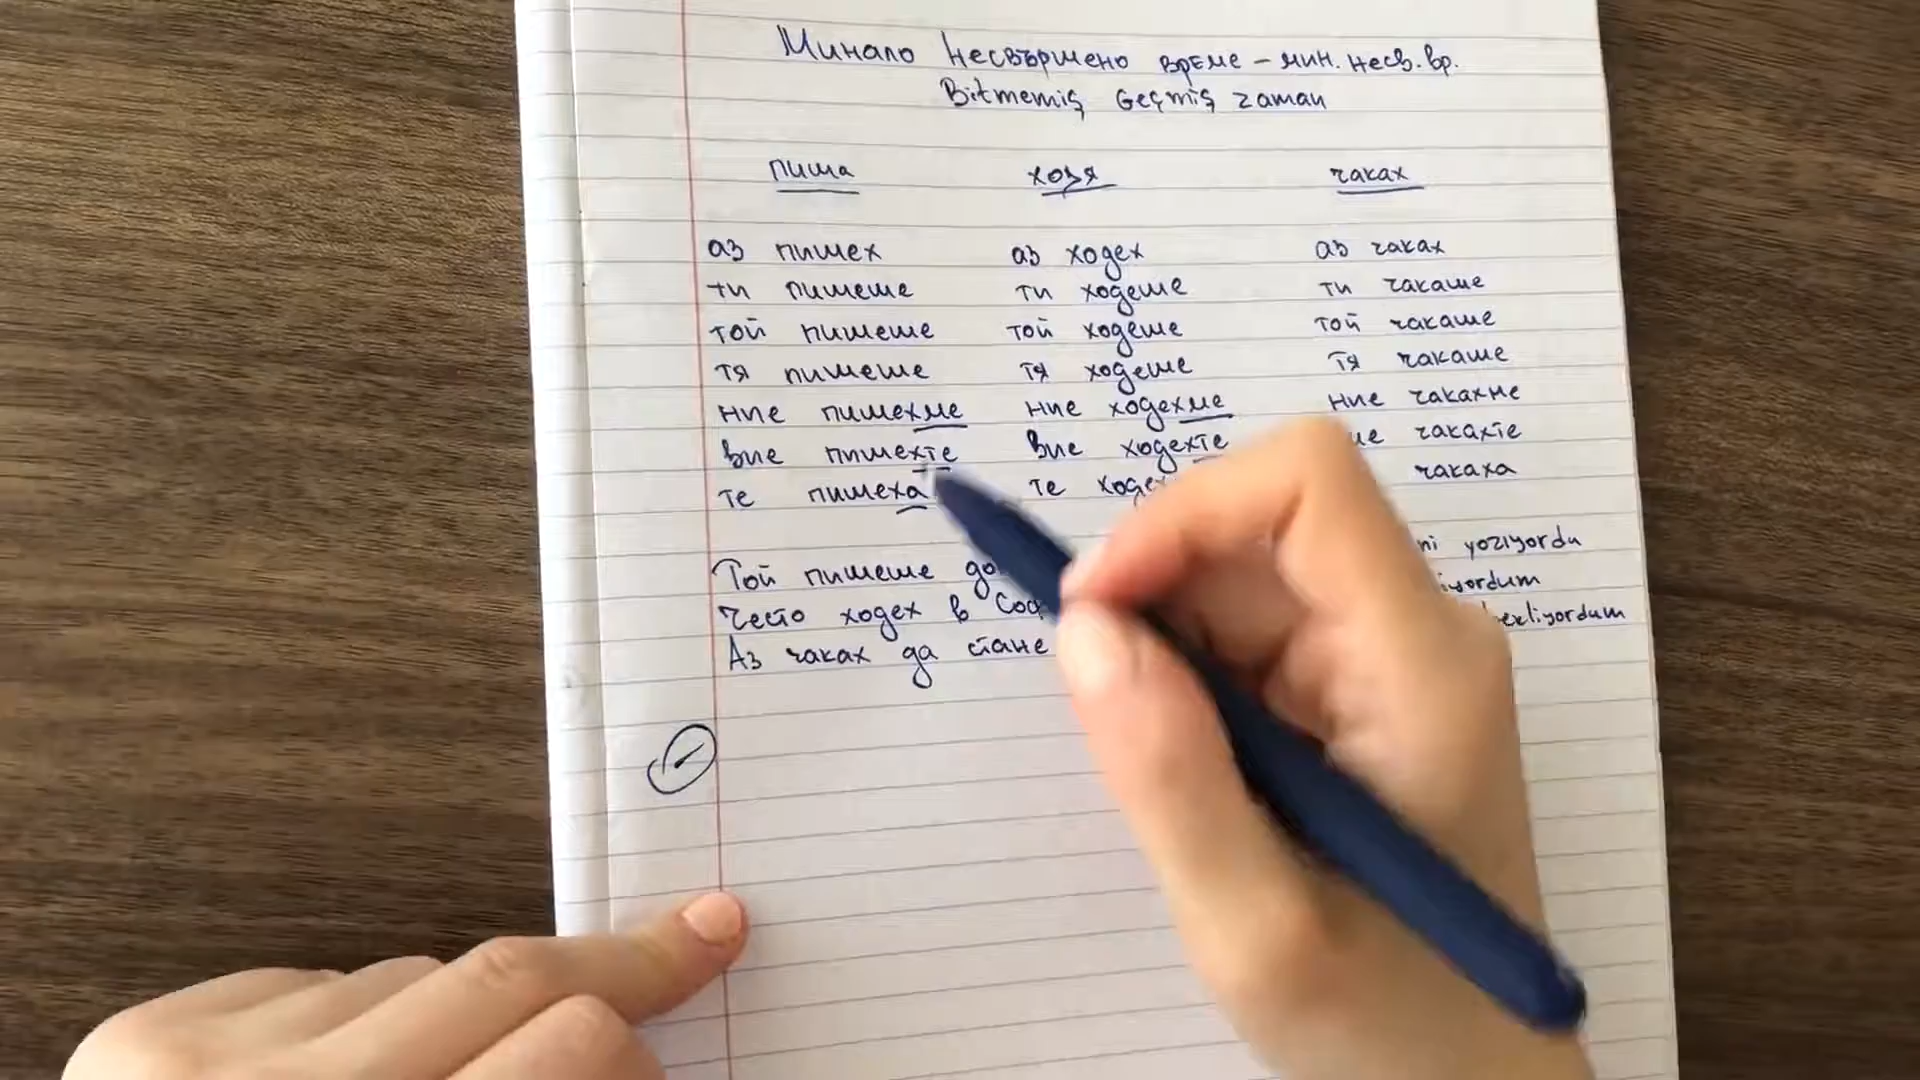 Минало Несвършено време - мин. несв. вр.
Bitmemiş Geçmiş zaman
пиша ходя чаках
аз пишех аз ходех аз чаках
ти пишеше ти ходеше ти чакаше
той пишеше той ходеше той чакаше
тя пишеше тя ходеше тя чакаше
ние пишехме ние ходехме ние чакахме
вие пишехте вие ходехте чакахте
те пишеха те чакаха
Той пишеше yazıyordu
Често ходех в
Аз чаках да стане bekliyordum